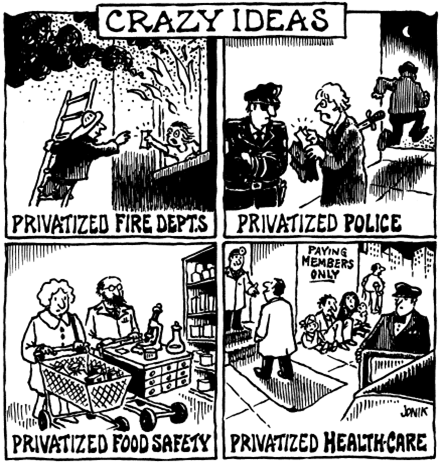 CRAZY IDEAS
PRIVATIZED FIRE DEPTS
PRIVATIZED POLICE
PRIVATIZED FOOD SAFETY
PAYING
MEMBERS
ONLY
JONIK
PRIVATIZED HEALTH-CARE